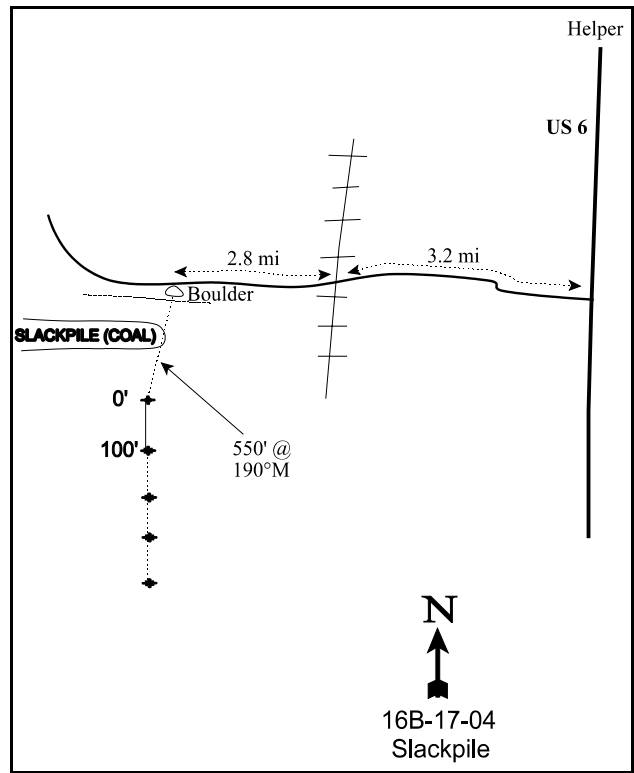 Helper
US 6
2.8 mi
3.2 mi
Boulder
SLACKPILE (COAL)
0'
100'
550' @
190°M
N
16B-17-04
Slackpile